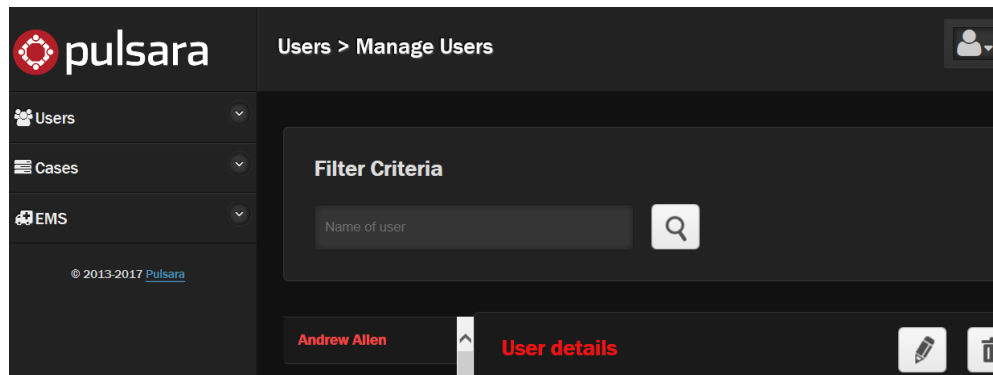 pulsara
Users > Manage Users
Users
Cases
EMS
© 2013-2017 Pulsara
Filter Criteria
Name of user
Andrew Allen
User details